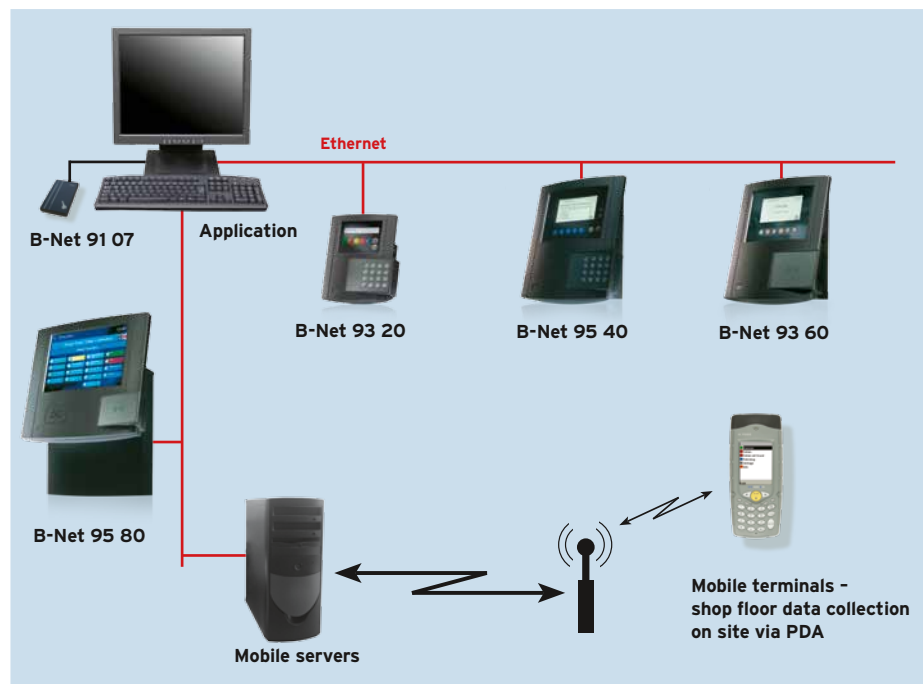 Ethernet
B-Net 91 07
Application
B-Net 93 20
B-Net 95 40
B-Net 93 60
B-Net 95 80
Mobile servers
Mobile terminals –
shop floor data collection
on site via PDA